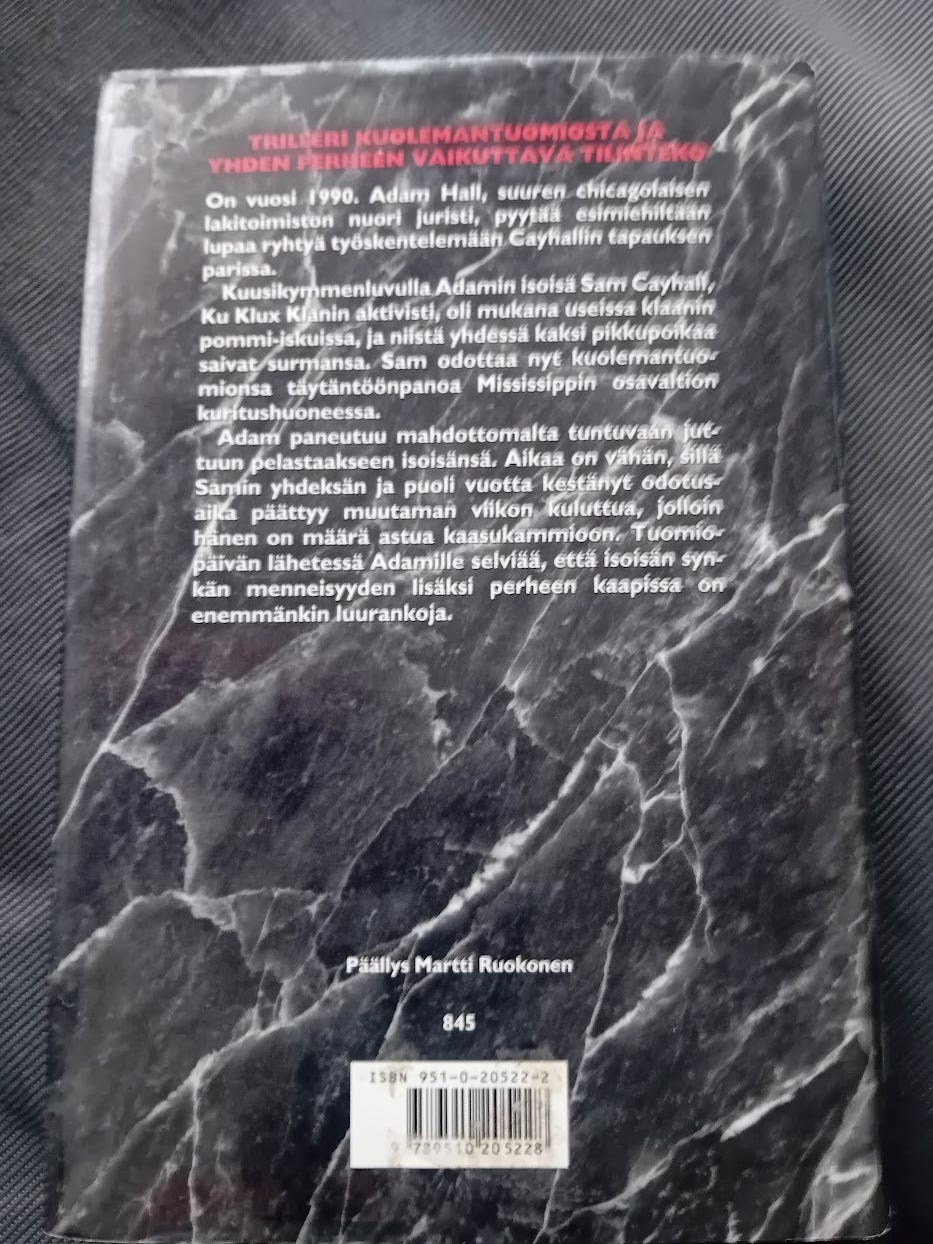 TRILLERI KUOLEMANTUOMIOSTA JA
YHDEN PERHEEN VAIKUTTAVA TILINTEKO
On vuosi 1990. Adam Hall, suuren chicagolaisen
lakitoimiston nuori juristi, pyytää esimiehiltään
lupaa ryhtyä työskentelemään Cayhallin tapauksen
parissa.
Kuusikymmenluvulla Adamin isoisä Sam Cayhall,
Ku Klux Klanin aktivisti, oli mukana useissa klaanin
pommi-iskuissa, ja niistä yhdessä kaksi pikkupoikaa
saivat surmansa. Sam odottaa nyt kuolemantuo-
mionsa täytäntöönpanoa Mississippin osavaltion
kuritushuoneessa.
Adam paneutuu mahdottomalta tuntuvaan jut-
tuun pelastaakseen isoisänsä. Aikaa on vähän, sillä
Samin yhdeksän ja puoli vuotta kestänyt odotus-
aika päättyy muutaman viikon kuluttua, jolloin
hänen on määrä astua kaasukammioon. Tuomio-
päivän lähetessä Adamille selviää, että isoisän syn-
kän menneisyyden lisäksi perheen kaapissa on
enemmänkin luurankoja.
Päällys Martti Ruokonen
845
ISBN 951-0-20522-2
9 789510 205228